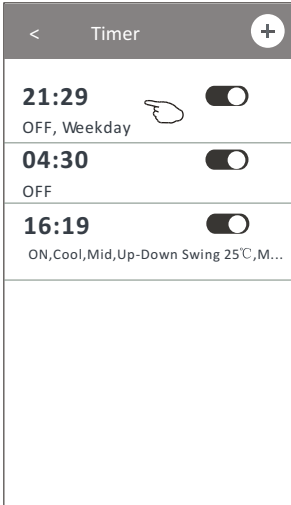 < Timer +
21:29
OFF, Weekday
04:30
OFF
16:19
ON,Cool,Mid,Up-Down Swing 25℃,M...